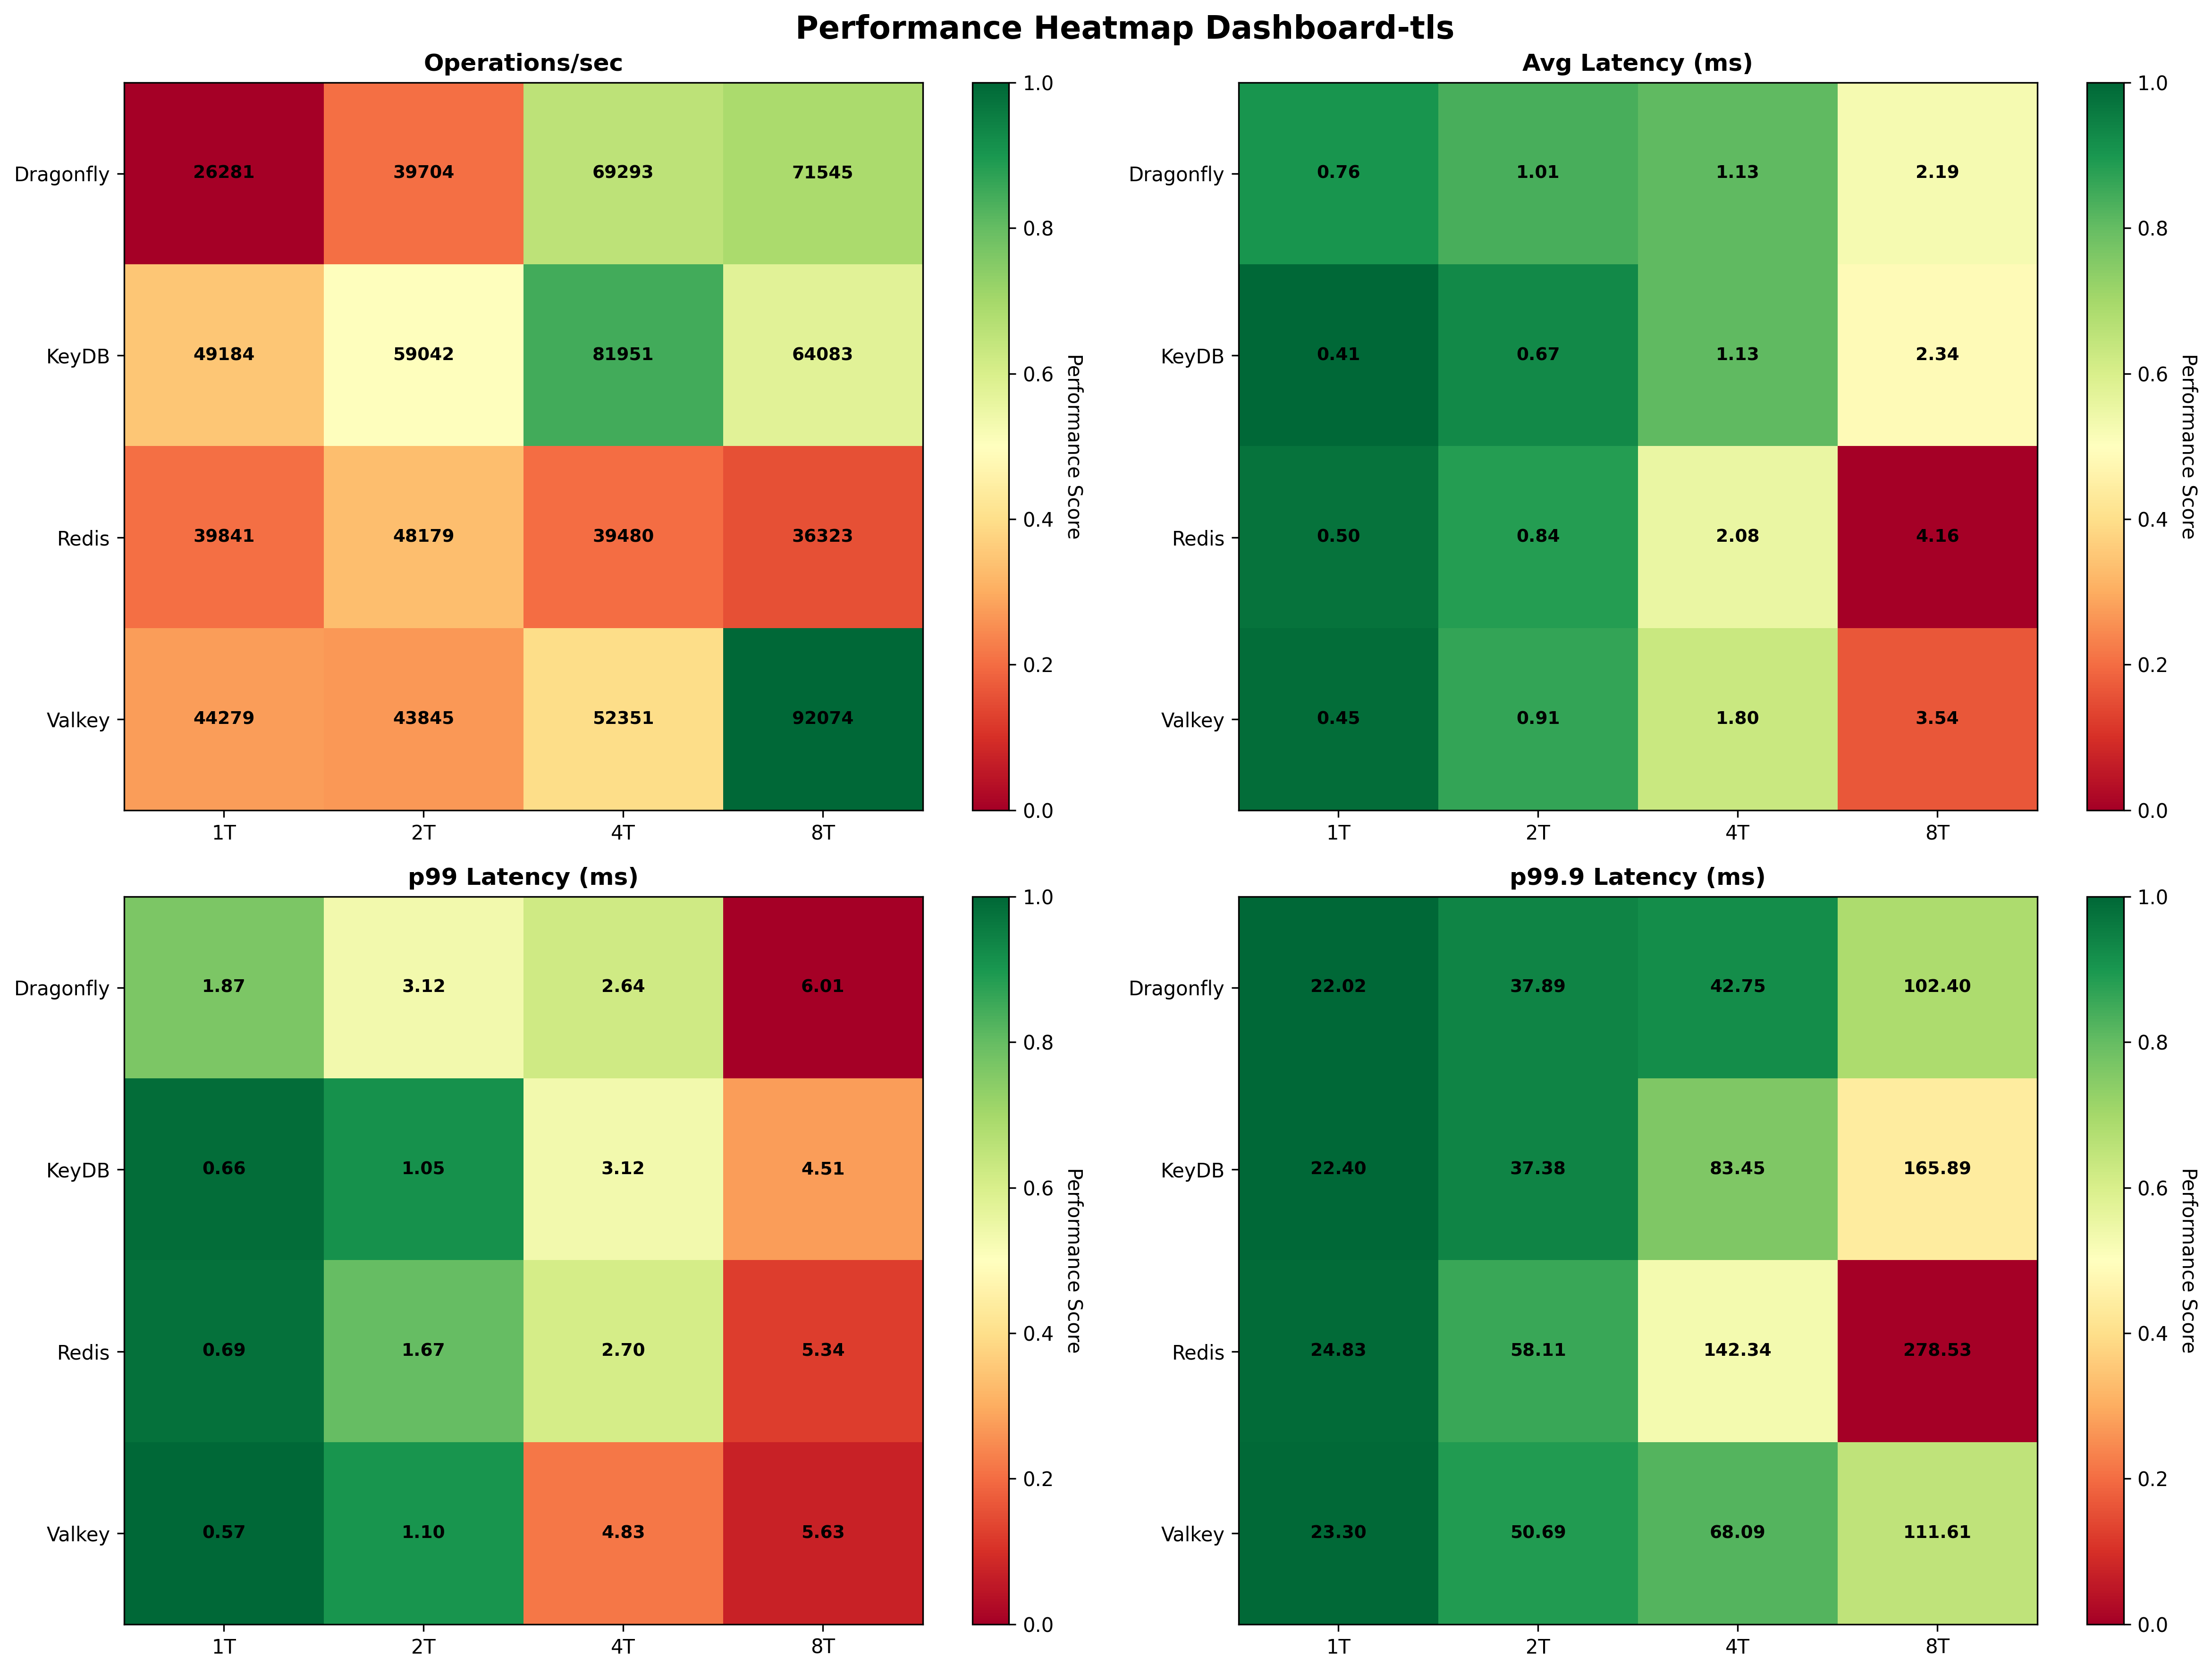 Performance Heatmap Dashboard-tls
Operations/sec
Dragonfly 26281 39704 69293 71545
KeyDB 49184 59042 81951 64083
Redis 39841 48179 39480 36323
Valkey 44279 43845 52351 92074
1T 2T 4T 8T
1.0
0.8
0.6
0.4
0.2
0.0
Performance Score
Avg Latency (ms)
Dragonfly 0.76 1.01 1.13 2.19
KeyDB 0.41 0.67 1.13 2.34
Redis 0.50 0.84 2.08 4.16
Valkey 0.45 0.91 1.80 3.54
1T 2T 4T 8T
1.0
0.8
0.6
0.4
0.2
0.0
Performance Score
p99 Latency (ms)
Dragonfly 1.87 3.12 2.64 6.01
KeyDB 0.66 1.05 3.12 4.51
Redis 0.69 1.67 2.70 5.34
Valkey 0.57 1.10 4.83 5.63
1T 2T 4T 8T
1.0
0.8
0.6
0.4
0.2
0.0
Performance Score
p99.9 Latency (ms)
Dragonfly 22.02 37.89 42.75 102.40
KeyDB 22.40 37.38 83.45 165.89
Redis 24.83 58.11 142.34 278.53
Valkey 23.30 50.69 68.09 111.61
1T 2T 4T 8T
1.0
0.8
0.6
0.4
0.2
0.0
Performance Score